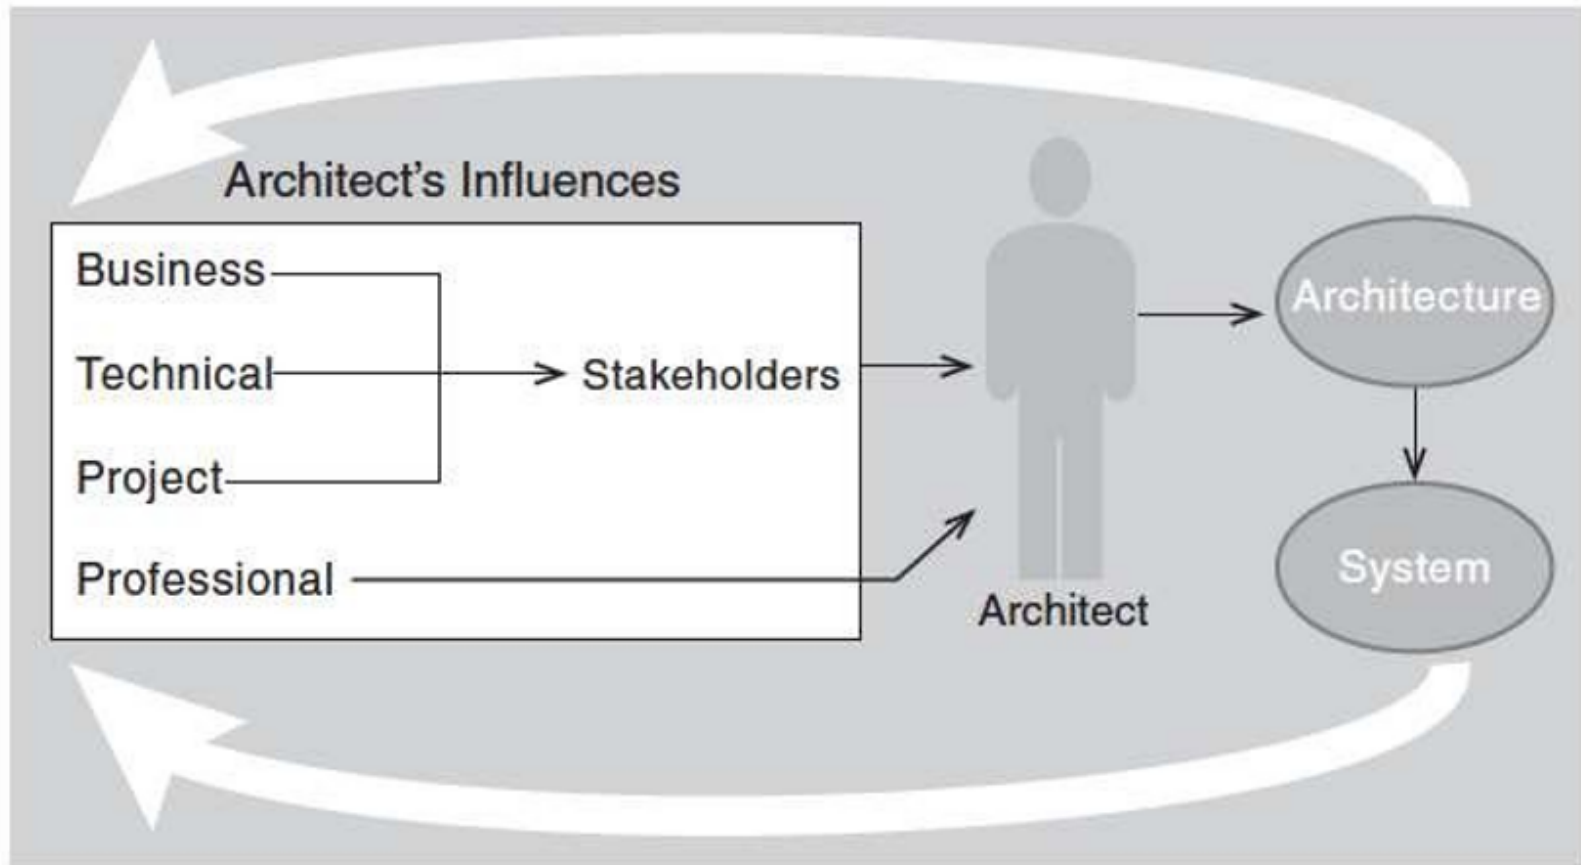 Architect's Influences
Business
Technical
Stakeholders
Project
Professional
Architect
Architecture
System